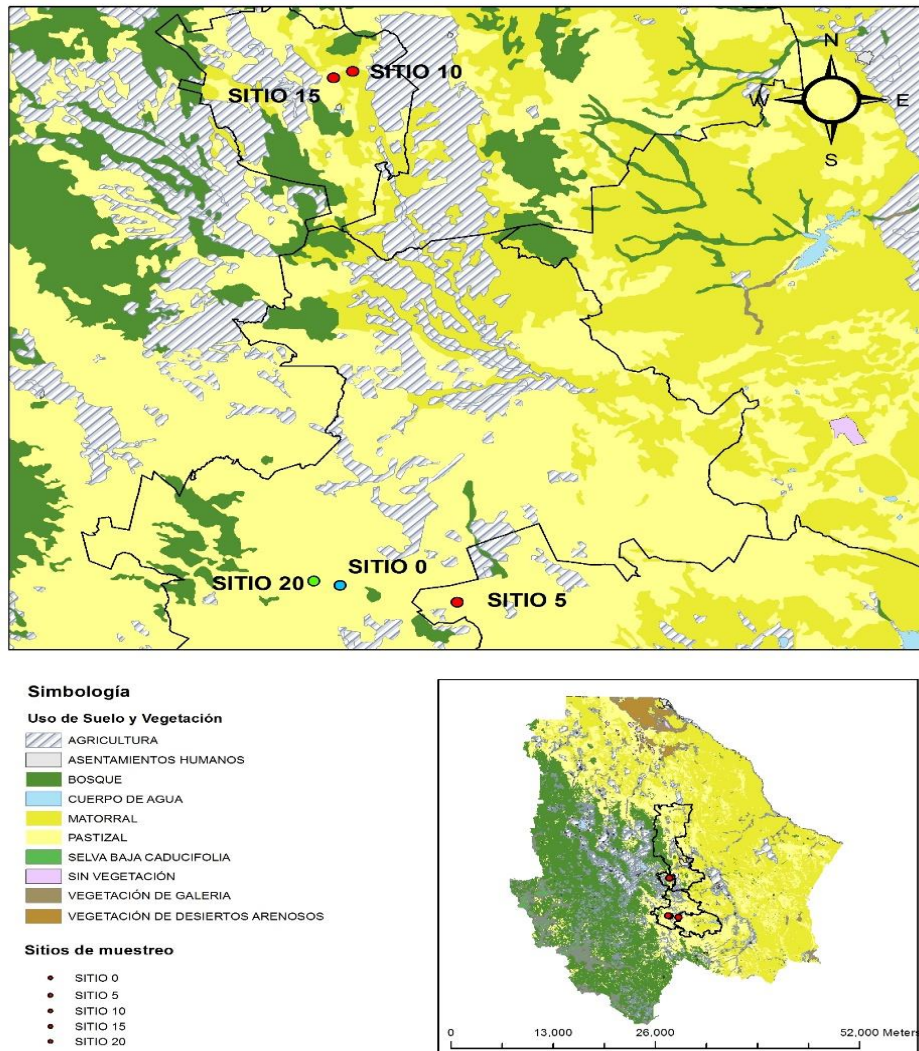 N
W
E
S
SITIO 10
SITIO 15
SITIO 0
SITIO 20
SITIO 5
Simbología
Uso de Suelo y Vegetación
AGRICULTURA
ASENTAMIENTOS HUMANOS
BOSQUE
CUERPO DE AGUA
MATORRAL
PASTIZAL
SELVA BAJA CADUCIFOLIA
SIN VEGETACIÓN
VEGETACIÓN DE GALERIA
VEGETACIÓN DE DESIERTOS ARENOSOS
Sitios de muestreo
SITIO 0
SITIO 5
SITIO 10
SITIO 15
SITIO 20
0 13,000 26,000 52,000 Meters